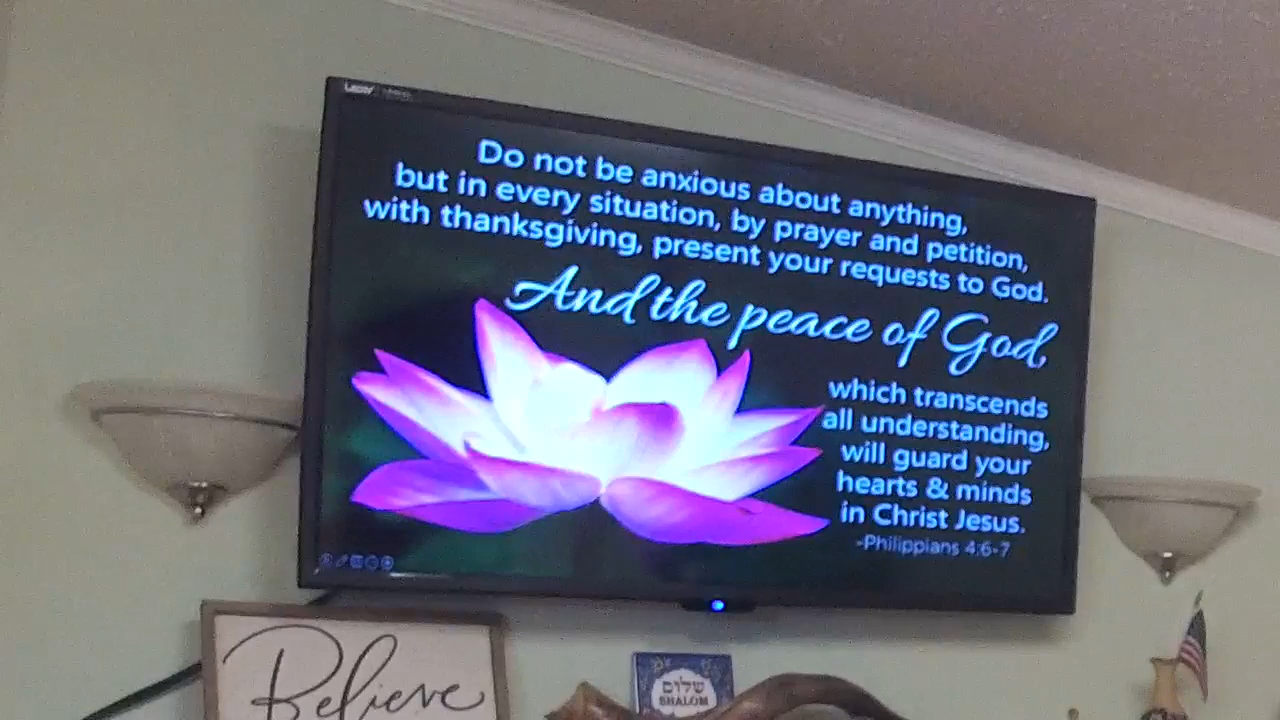 Do not be anxious about anything,
but in every situation, by prayer and petition,
with thanksgiving, present your requests to God.
And the peace of God,
which transcends
all understanding,
will guard your
hearts & minds
in Christ Jesus.
-Philippians 4:6-7
Believe
שלום
SHALOM